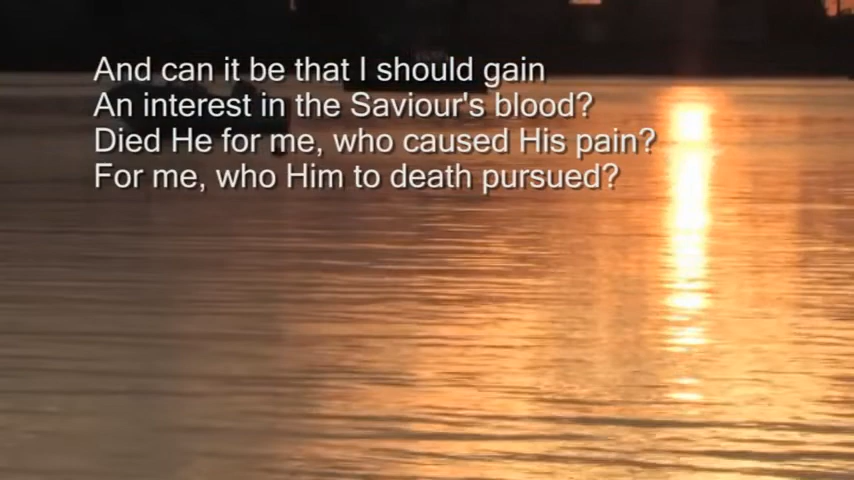 And can it be that I should gain
An interest in the Saviour's blood?
Died He for me, who caused His pain?
For me, who Him to death pursued?